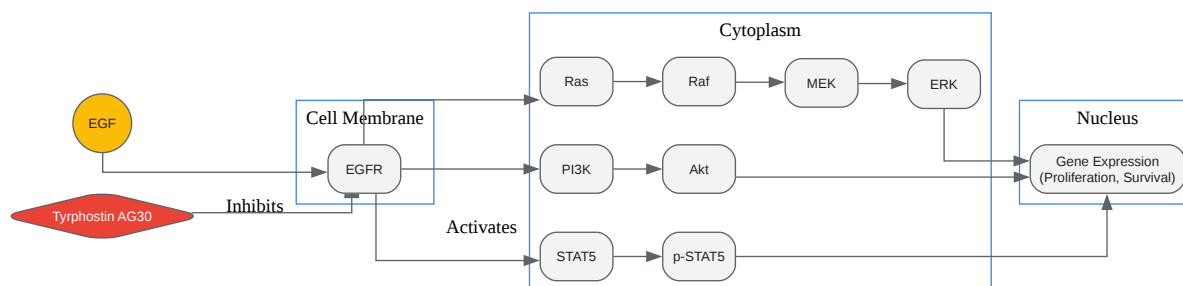 Cytoplasm
Ras
Raf
MEK
ERK
EGF
Cell Membrane
Nucleus
EGFR
PI3K
Akt
Gene Expression
(Proliferation, Survival)
Tyrphostin AG30
Inhibits
Activates
STAT5
p-STAT5